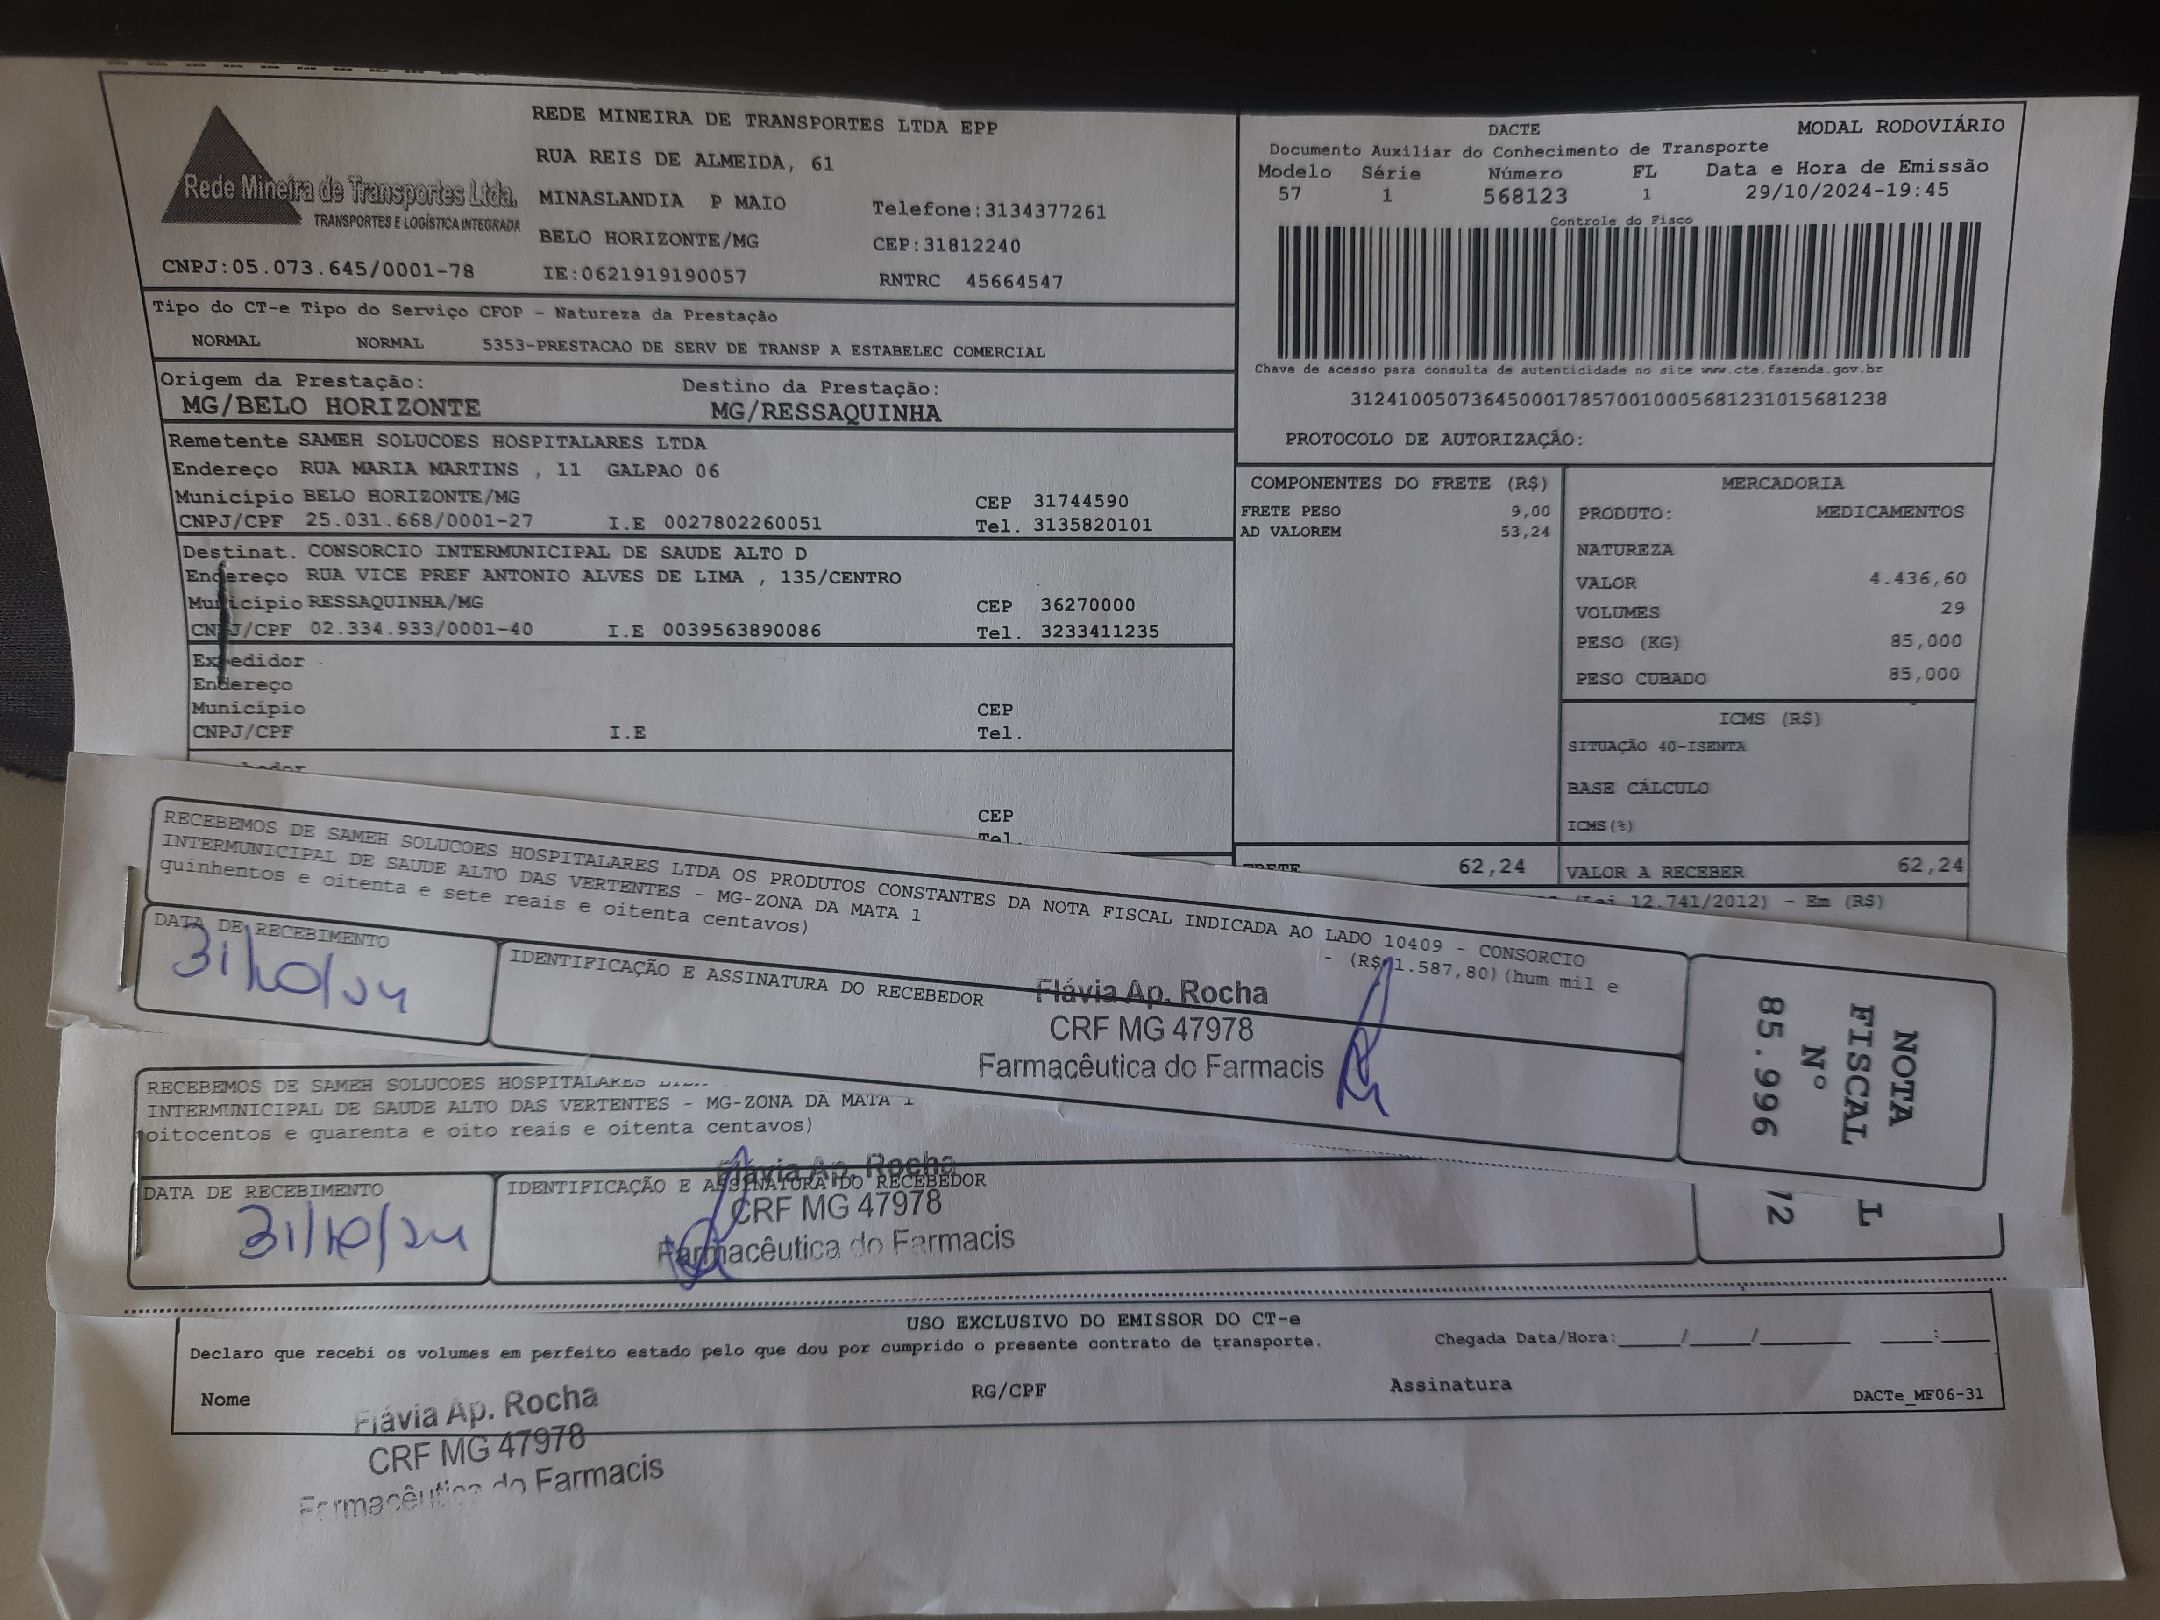 Rede Mineira de Transportes Ltda.
TRANSPORTES E LOGÍSTICA INTEGRADA
CNPJ:05.073.645/0001-78
REDE MINEIRA DE TRANSPORTES LTDA EPP
RUA REIS DE ALMEIDA, 61
MINASLANDIA P MAIO Telefone:3134377261
BELO HORIZONTE/MG CEP:31812240
IE:0621919190057 RNTRC 45664547
DACTE MODAL RODOVIÁRIO
Documento Auxiliar do Conhecimento de Transporte
Modelo Série Número FL Data e Hora de Emissão
57 1 568123 1 29/10/2024-19:45
Controle do Fisco
Chave de acesso para consulta de autenticidade no site www.cte.fazenda.gov.br
31241005073645000178570010005681231015681238
PROTOCOLO DE AUTORIZAÇÃO:
Tipo do CT-e Tipo do Serviço CFOP - Natureza da Prestação
NORMAL NORMAL 5353-PRESTACAO DE SERV DE TRANSP A ESTABELEC COMERCIAL
Origem da Prestação: Destino da Prestação:
MG/BELO HORIZONTE MG/RESSAQUINHA
Remetente SAMEH SOLUCOES HOSPITALARES LTDA
Endereço RUA MARIA MARTINS , 11 GALPAO 06
Município BELO HORIZONTE/MG CEP 31744590
CNPJ/CPF 25.031.668/0001-27 I.E 0027802260051 Tel. 3135820101
Destinat. CONSORCIO INTERMUNICIPAL DE SAUDE ALTO D
Endereço RUA VICE PREF ANTONIO ALVES DE LIMA , 135/CENTRO
Município RESSAQUINHA/MG CEP 36270000
CNPJ/CPF 02.334.933/0001-40 I.E 0039563890086 Tel. 3233411235
Expedidor
Endereço
Município CEP
CNPJ/CPF I.E Tel.
CEP
Tel
COMPONENTES DO FRETE (R$)
FRETE PESO 9,00
AD VALOREM 53,24
FRETE 62,24
MERCADORIA
PRODUTO: MEDICAMENTOS
NATUREZA
VALOR 4.436,60
VOLUMES 29
PESO (KG) 85,000
PESO CUBADO 85,000
ICMS (R$)
SITUAÇÃO 40-ISENTA
BASE CÁLCULO
ICMS(%)
VALOR A RECEBER 62,24
(Lei 12.741/2012) - Em (R$)
RECEBEMOS DE SAMEH SOLUCOES HOSPITALARES LTDA OS PRODUTOS CONSTANTES DA NOTA FISCAL INDICADA AO LADO 10409 - CONSORCIO
INTERMUNICIPAL DE SAUDE ALTO DAS VERTENTES - MG-ZONA DA MATA 1 - (R$ 1.587,80)(hum mil e
quinhentos e oitenta e sete reais e oitenta centavos)
DATA DE RECEBIMENTO
31/10/24
IDENTIFICAÇÃO E ASSINATURA DO RECEBEDOR
Flávia Ap. Rocha
CRF MG 47978
Farmacêutica do Farmacis
NOTA
FISCAL
Nº
85.996
RECEBEMOS DE SAMEH SOLUCOES HOSPITALARES
INTERMUNICIPAL DE SAUDE ALTO DAS VERTENTES - MG-ZONA DA MATA 1
oitocentos e quarenta e oito reais e oitenta centavos)
DATA DE RECEBIMENTO
31/10/24
IDENTIFICAÇÃO E ASSINATURA DO RECEBEDOR
Flávia Ap. Rocha
CRF MG 47978
Farmacêutica do Farmacis
L
72
USO EXCLUSIVO DO EMISSOR DO CT-e
Declaro que recebi os volumes em perfeito estado pelo que dou por cumprido o presente contrato de transporte. Chegada Data/Hora:_____/_____/_______ ____:____
Nome RG/CPF Assinatura DACTe_MF06-31
Flávia Ap. Rocha
CRF MG 47978
Farmacêutica do Farmacis